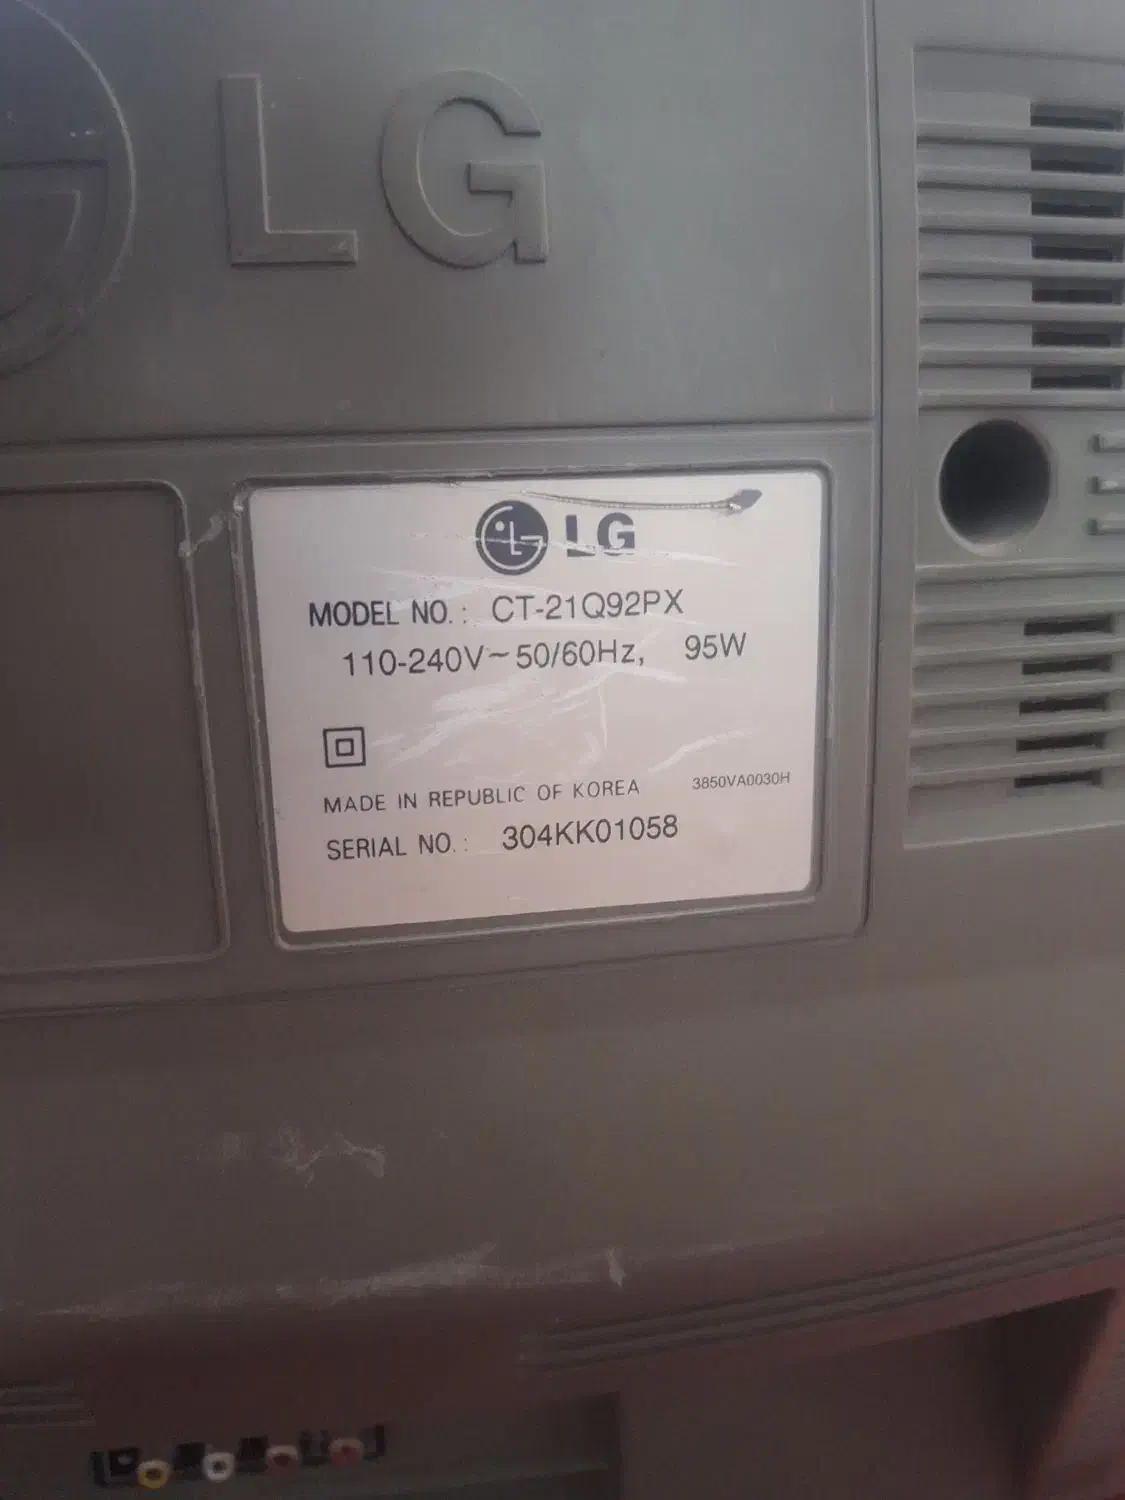 LG
LG
MODEL NO. : CT-21Q92PX
110-240V~50/60Hz, 95W
MADE IN REPUBLIC OF KOREA 3850VA0030H
SERIAL NO. : 304KK01058